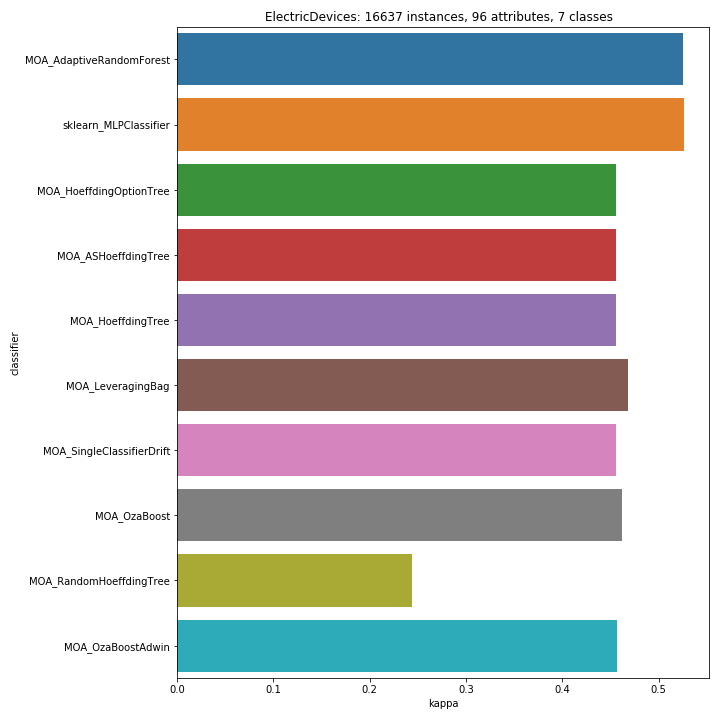 ElectricDevices: 16637 instances, 96 attributes, 7 classes
MOA_AdaptiveRandomForest
sklearn_MLPClassifier
MOA_HoeffdingOptionTree
MOA_ASHoeffdingTree
MOA_HoeffdingTree
classifier
MOA_LeveragingBag
MOA_SingleClassifierDrift
MOA_OzaBoost
MOA_RandomHoeffdingTree
MOA_OzaBoostAdwin
0.0 0.1 0.2 0.3 0.4 0.5
kappa